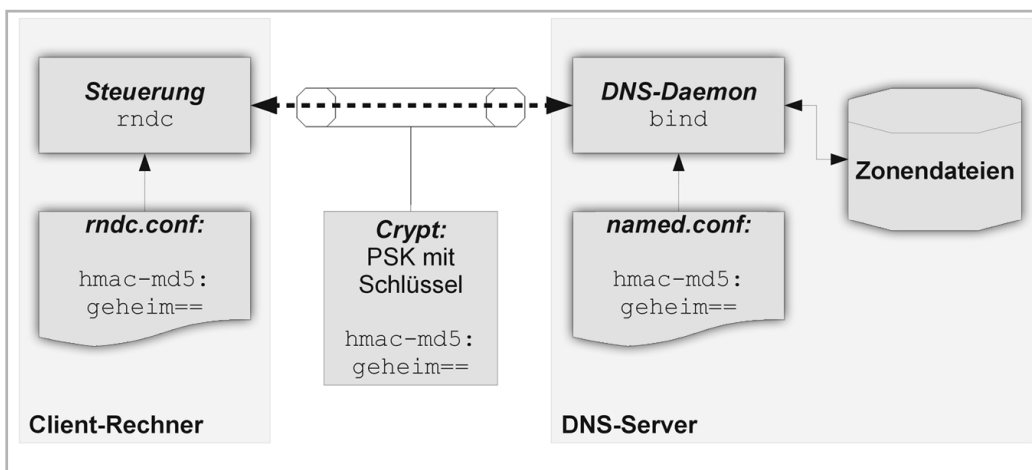 Steuerung
rndc
rndc.conf:
hmac-md5:
geheim==
Client-Rechner
Crypt:
PSK mit
Schlüssel
hmac-md5:
geheim==
DNS-Daemon
bind
named.conf:
hmac-md5:
geheim==
Zonendateien
DNS-Server